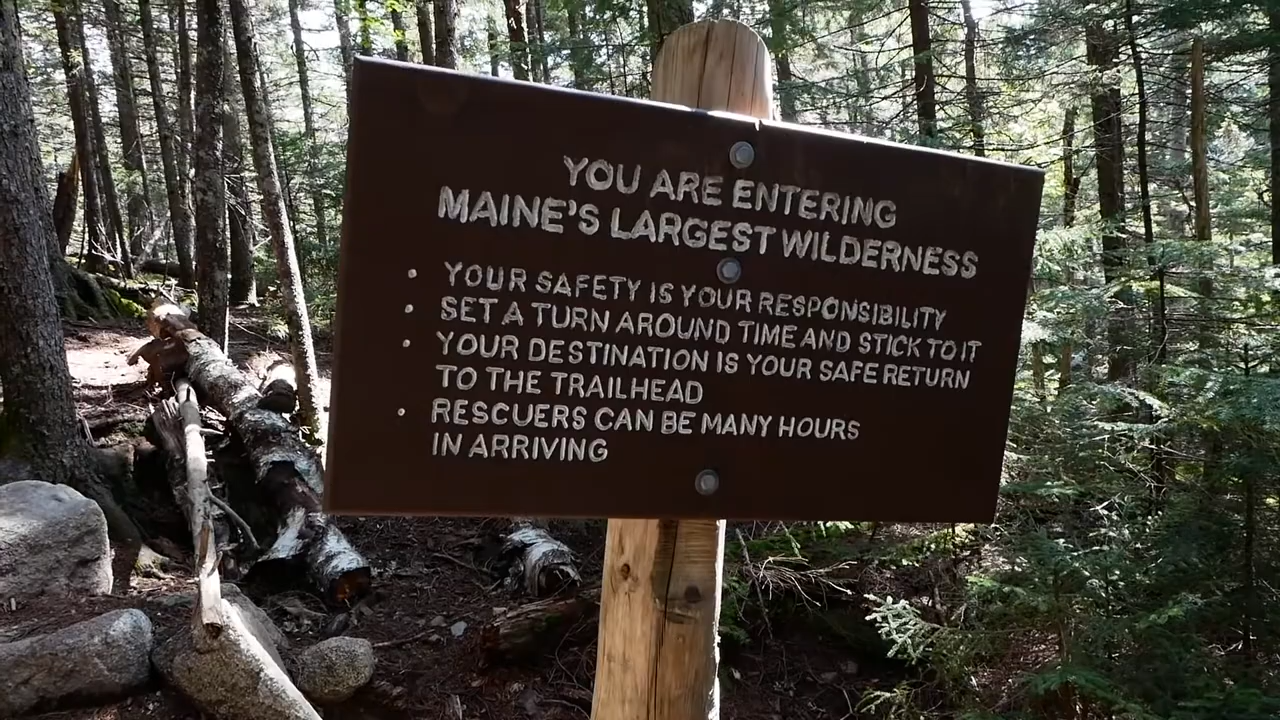 YOU ARE ENTERING
MAINE'S LARGEST WILDERNESS
• YOUR SAFETY IS YOUR RESPONSIBILITY
• SET A TURN AROUND TIME AND STICK TO IT
• YOUR DESTINATION IS YOUR SAFE RETURN
TO THE TRAILHEAD
• RESCUERS CAN BE MANY HOURS
IN ARRIVING